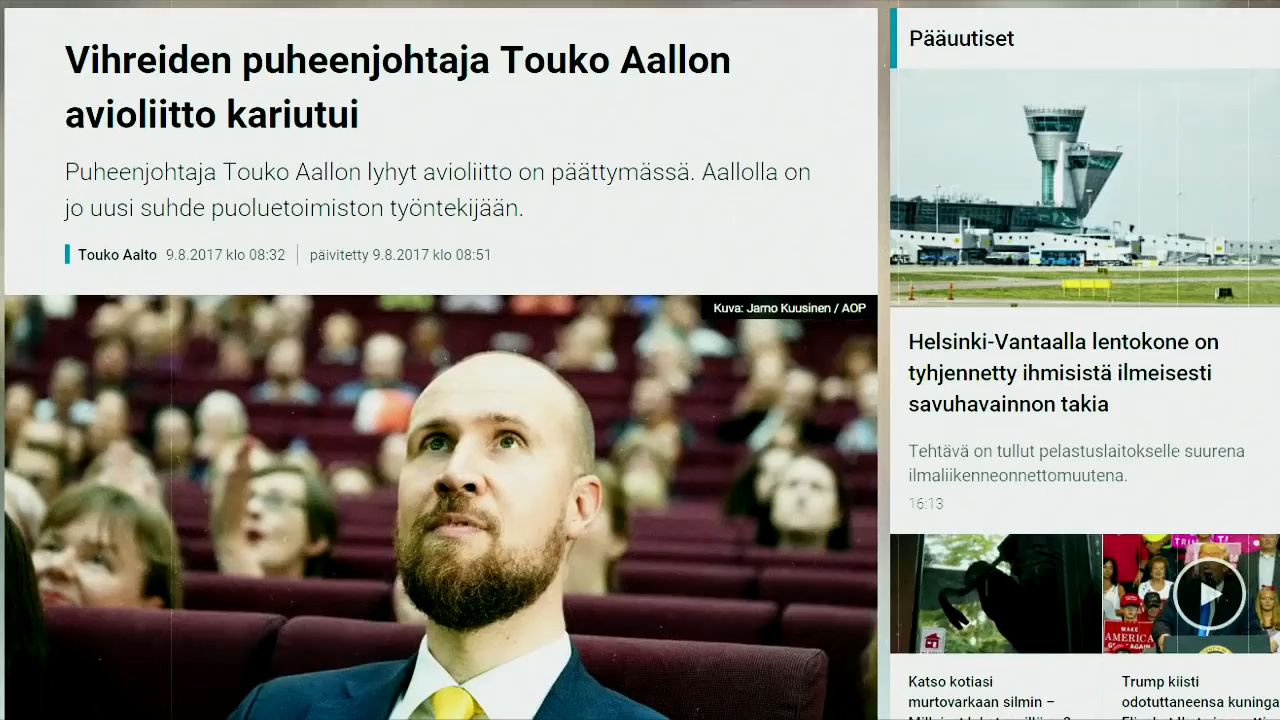 Vihreiden puheenjohtaja Touko Aallon
avioliitto kariutui
Puheenjohtaja Touko Aallon lyhyt avioliitto on päättymässä. Aallolla on
jo uusi suhde puoluetoimiston työntekijään.
Touko Aalto 9.8.2017 klo 08:32 | päivitetty 9.8.2017 klo 08:51
Kuva: Jarno Kuusinen / AOP
Pääuutiset
Helsinki-Vantaalla lentokone on
tyhjennetty ihmisistä ilmeisesti
savuhavainnon takia
Tehtävä on tullut pelastuslaitokselle suurena
ilmaliikenneonnettomuutena.
16:13
MAKE
AMERICA
Katso kotiasi
murtovarkaan silmin –
Trump kiisti
odotuttaneensa kuninga